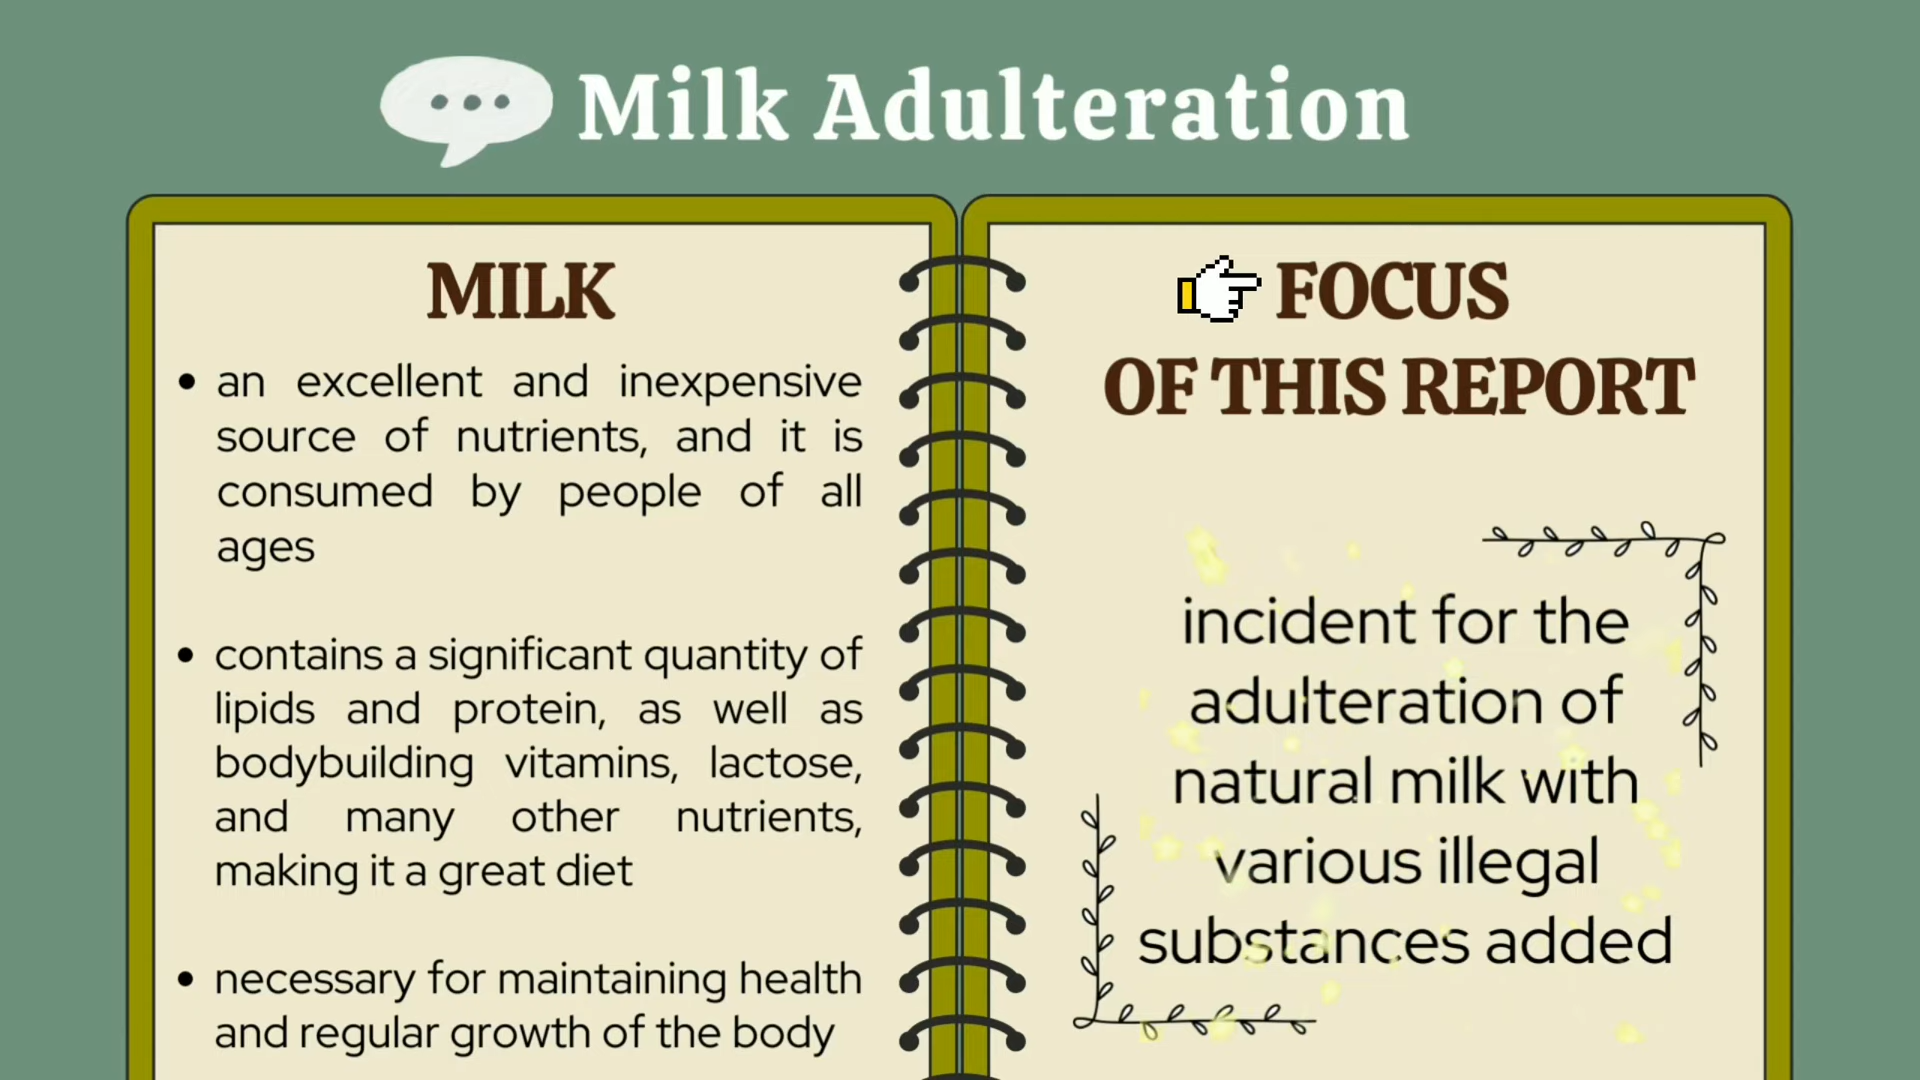 Milk Adulteration
MILK
• an excellent and inexpensive
source of nutrients, and it is
consumed by people of all
ages
• contains a significant quantity of
lipids and protein, as well as
bodybuilding vitamins, lactose,
and many other nutrients,
making it a great diet
• necessary for maintaining health
and regular growth of the body
FOCUS
OF THIS REPORT
incident for the
adulteration of
natural milk with
various illegal
substances added